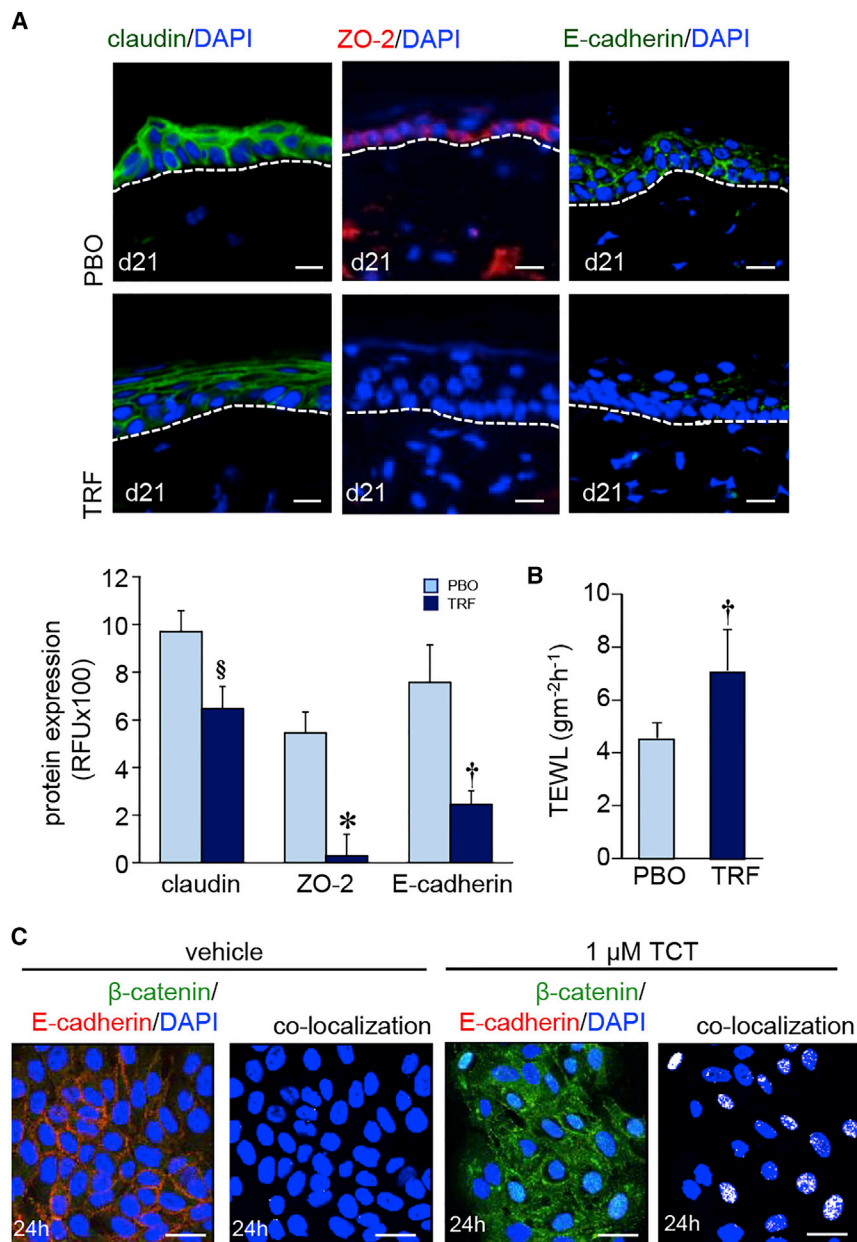 A
claudin/DAPI
ZO-2/DAPI
E-cadherin/DAPI
PBO
d21
d21
d21
TRF
d21
d21
d21
protein expression
(RFUx100)
12
10
8
6
4
2
0
PBO
TRF
§
*
†
claudin
ZO-2
E-cadherin
B
TEWL (gm⁻²h⁻¹)
10
8
6
4
2
0
†
PBO
TRF
C
vehicle
1 µM TCT
β-catenin/
E-cadherin/DAPI
co-localization
β-catenin/
E-cadherin/DAPI
co-localization
24h
24h
24h
24h